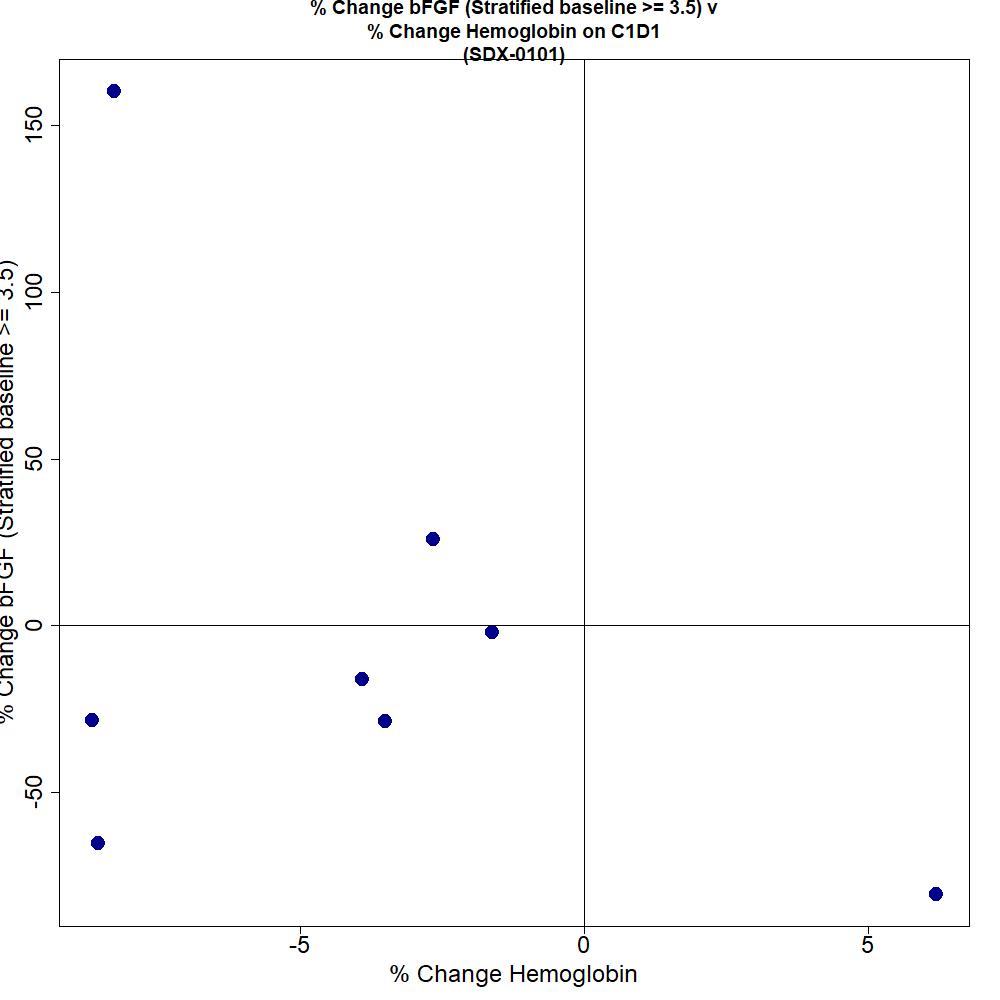 % Change bFGF (Stratified baseline >= 3.5) v
% Change Hemoglobin on C1D1
(SDX-0101)
% Change bFGF (Stratified baseline >= 3.5)
150
100
50
0
-50
-5
0
5
% Change Hemoglobin